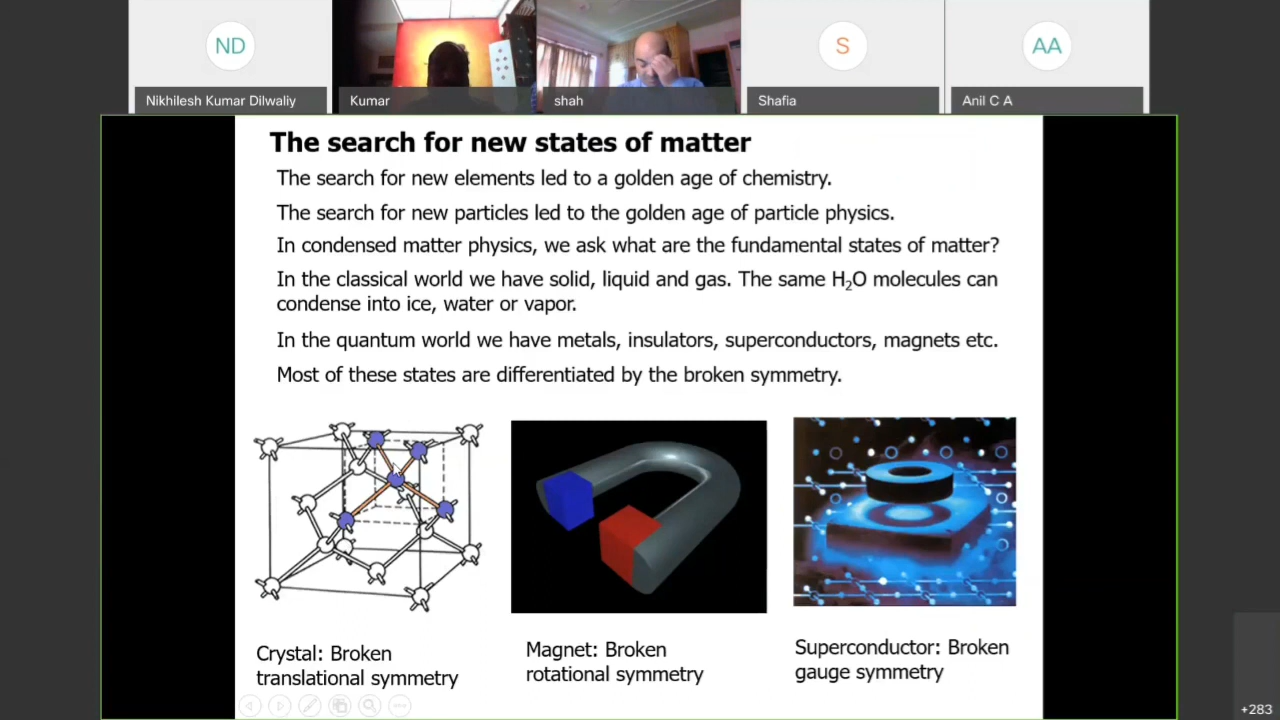 ND
S
AA
Nikhilesh Kumar Dilwaliy
Kumar
shah
Shafia
Anil C A
The search for new states of matter
The search for new elements led to a golden age of chemistry.
The search for new particles led to the golden age of particle physics.
In condensed matter physics, we ask what are the fundamental states of matter?
In the classical world we have solid, liquid and gas. The same H₂O molecules can
condense into ice, water or vapor.
In the quantum world we have metals, insulators, superconductors, magnets etc.
Most of these states are differentiated by the broken symmetry.
Crystal: Broken
translational symmetry
Magnet: Broken
rotational symmetry
Superconductor: Broken
gauge symmetry
+283